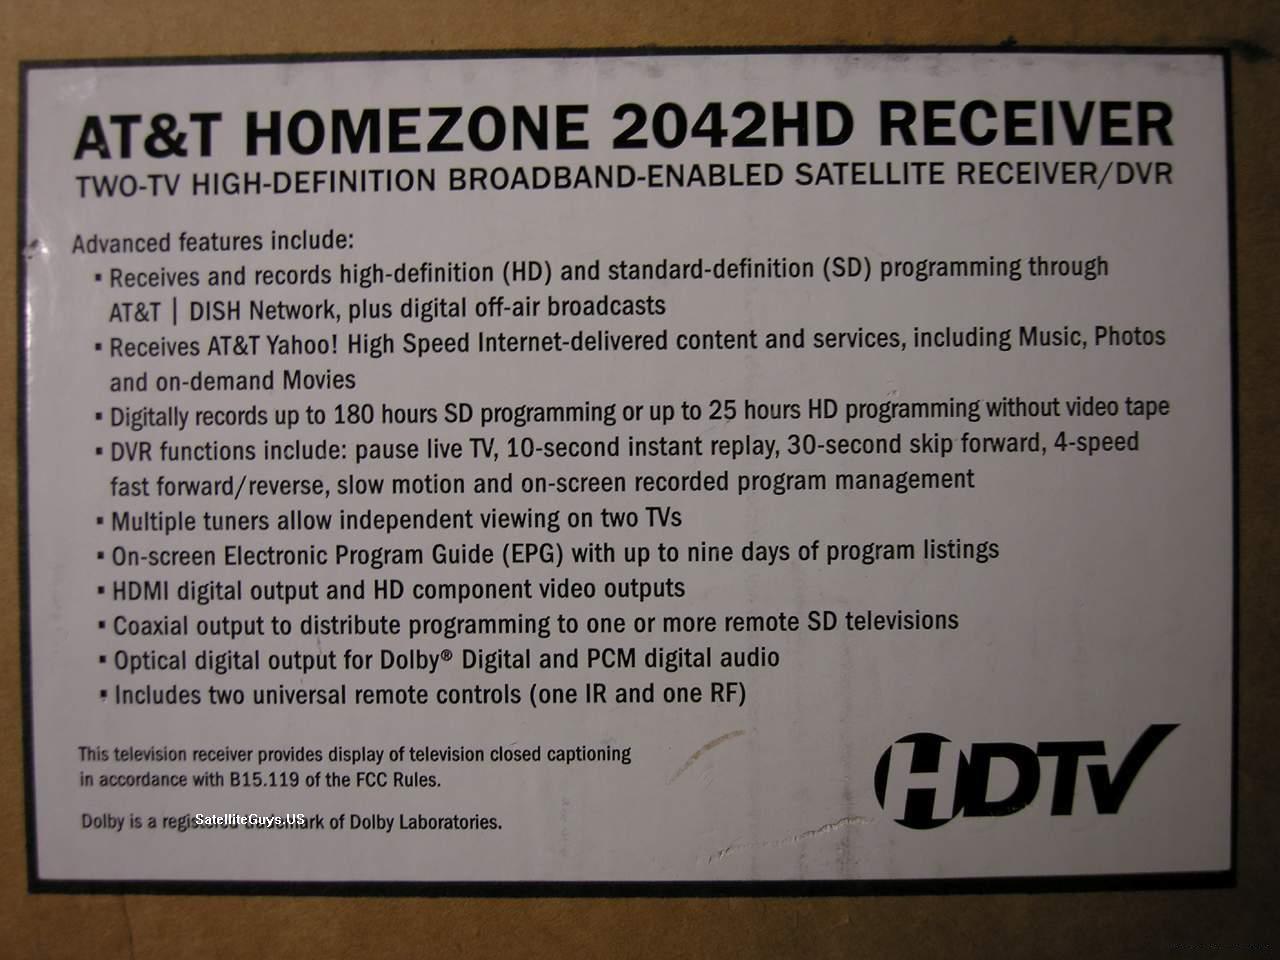 AT&T HOMEZONE 2042HD RECEIVER
TWO-TV HIGH-DEFINITION BROADBAND-ENABLED SATELLITE RECEIVER/DVR
Advanced features include:
▪ Receives and records high-definition (HD) and standard-definition (SD) programming through
AT&T | DISH Network, plus digital off-air broadcasts
▪ Receives AT&T Yahoo! High Speed Internet-delivered content and services, including Music, Photos
and on-demand Movies
▪ Digitally records up to 180 hours SD programming or up to 25 hours HD programming without video tape
▪ DVR functions include: pause live TV, 10-second instant replay, 30-second skip forward, 4-speed
fast forward/reverse, slow motion and on-screen recorded program management
▪ Multiple tuners allow independent viewing on two TVs
▪ On-screen Electronic Program Guide (EPG) with up to nine days of program listings
▪ HDMI digital output and HD component video outputs
▪ Coaxial output to distribute programming to one or more remote SD televisions
▪ Optical digital output for Dolby® Digital and PCM digital audio
▪ Includes two universal remote controls (one IR and one RF)
This television receiver provides display of television closed captioning
in accordance with B15.119 of the FCC Rules.
Dolby is a registered trademark of Dolby Laboratories.
SatelliteGuys.US
HDTV